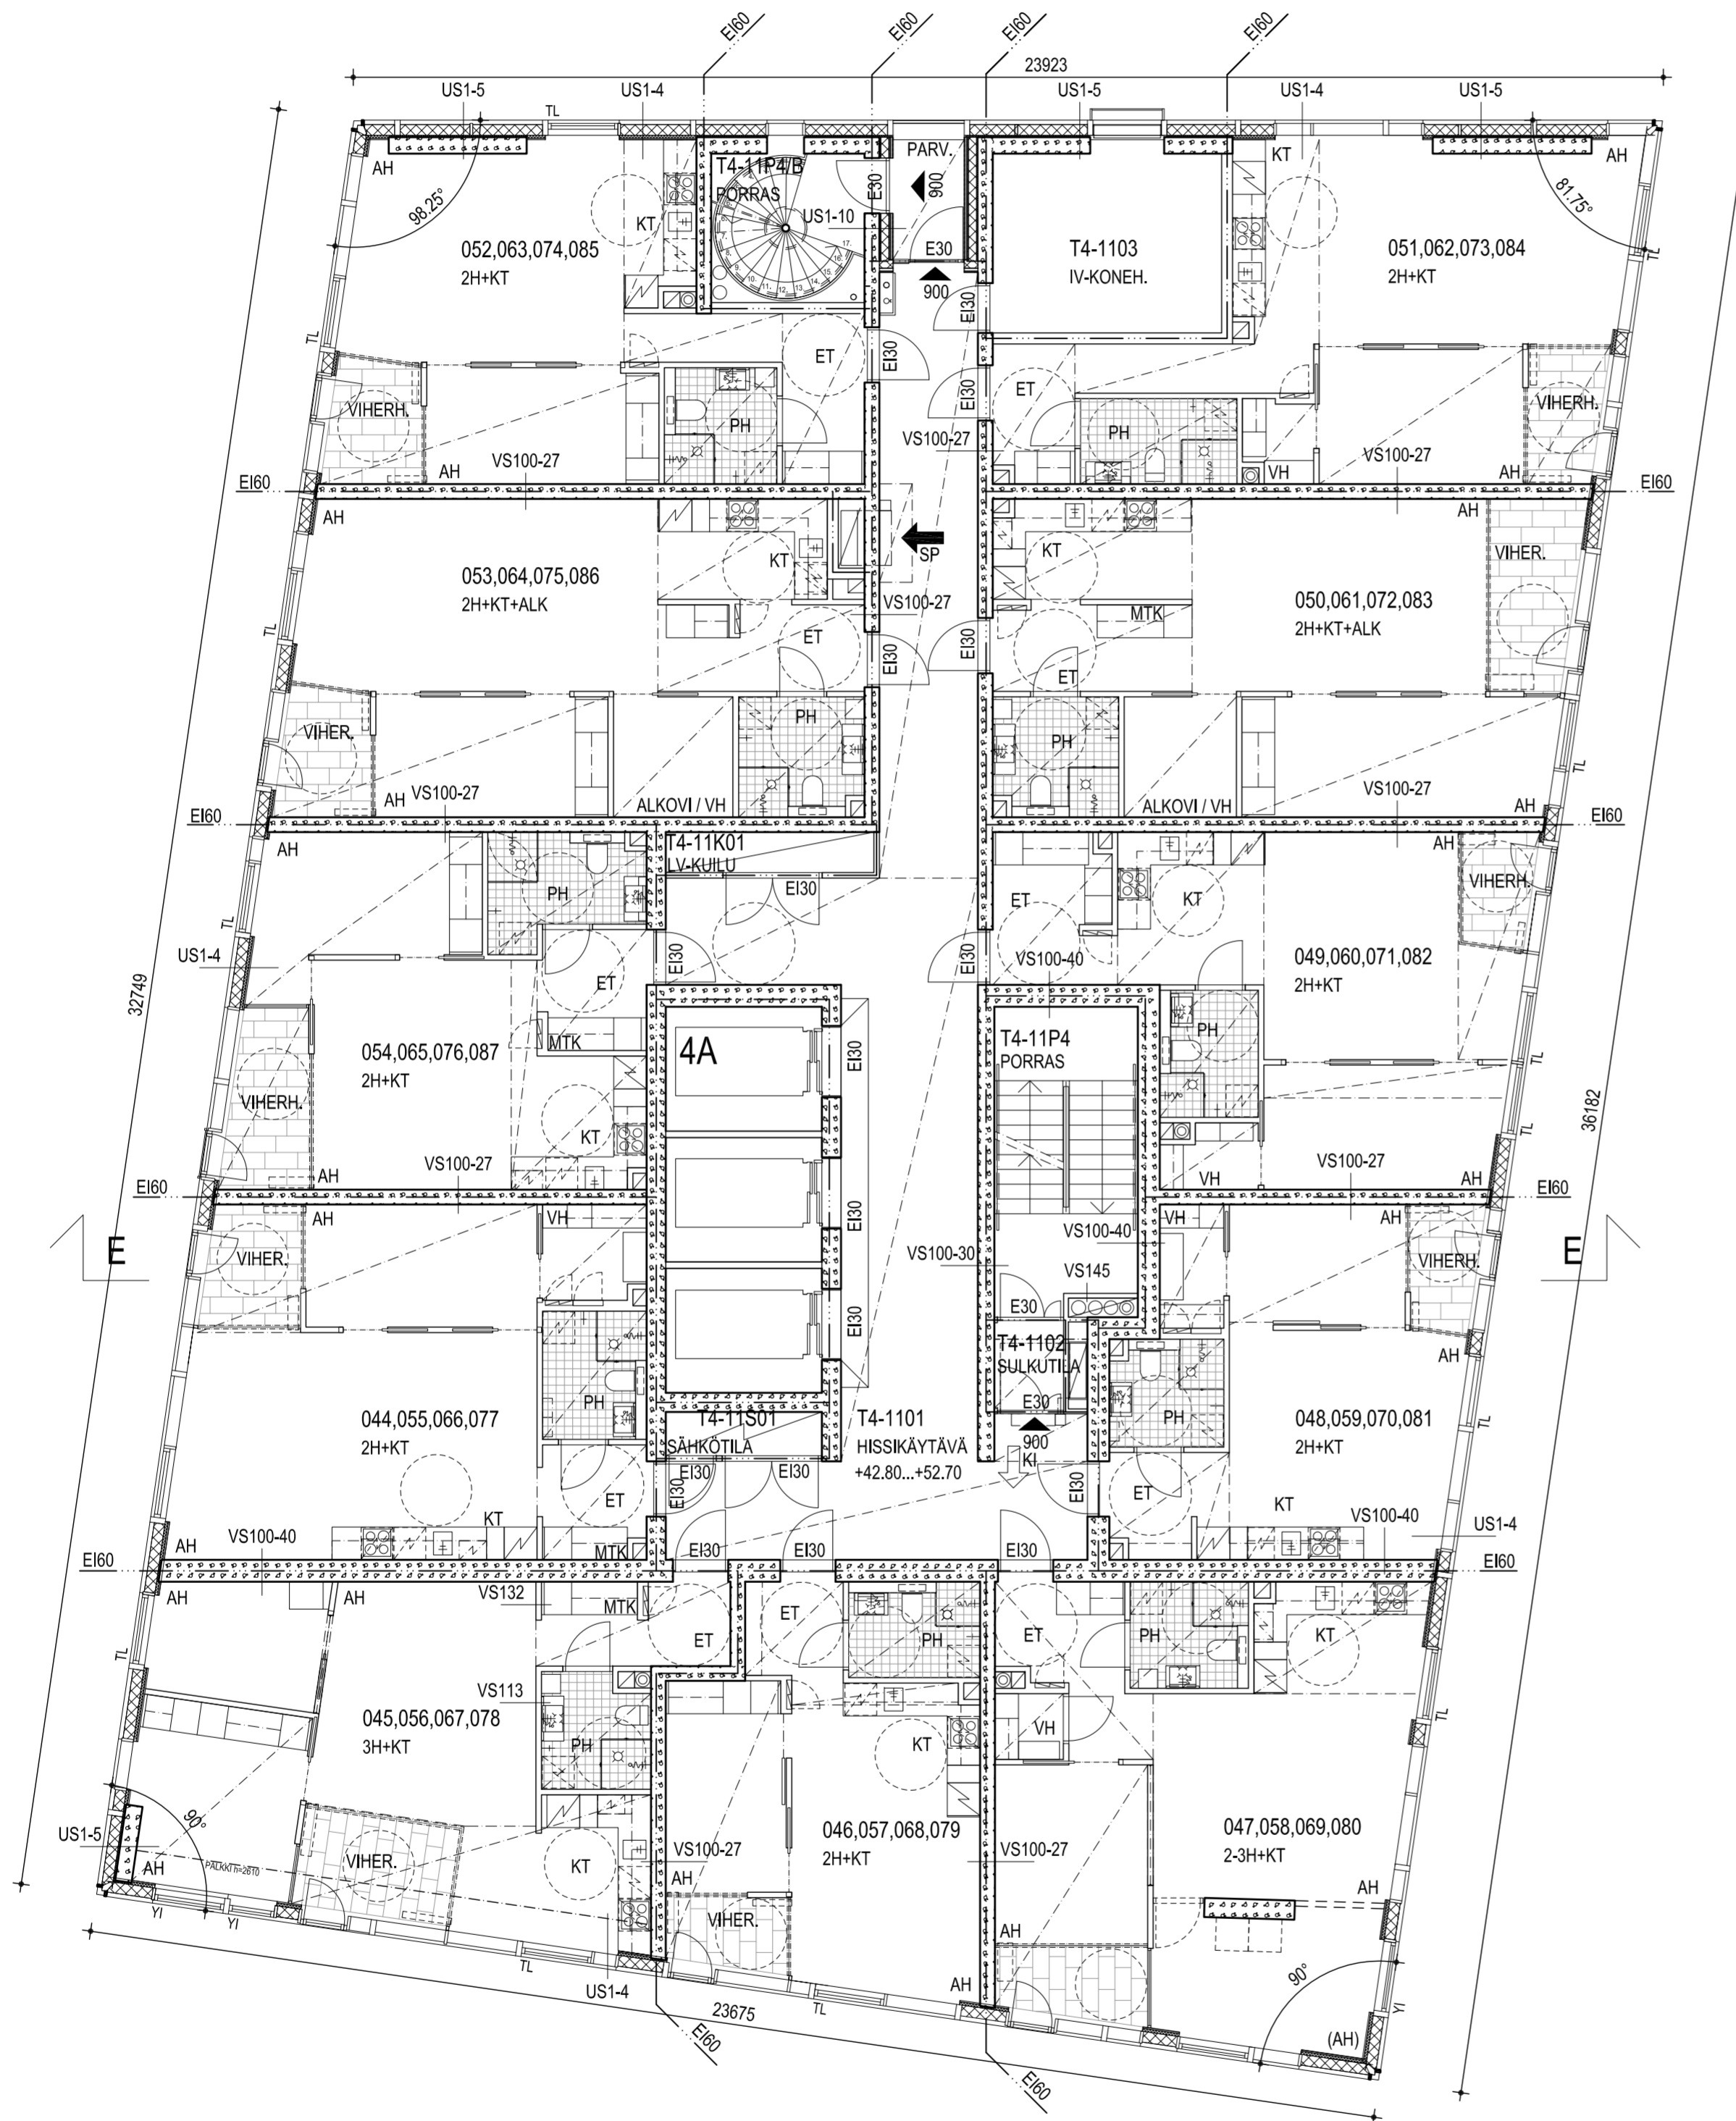 EI60
EI60
EI60
EI60
23923
US1-5
US1-4
US1-5
US1-4
US1-5
TL
AH
98.25°
KT
KT
T4-11P4/B
PORRAS
US1-10
E30
PARV.
900
E30
900
T4-1103
IV-KONEH.
KT
AH
81.75°
TL
052,063,074,085
2H+KT
051,062,073,084
2H+KT
EI30
EI30
EI30
TL
ET
ET
VIHERH.
PH
PH
VIHERH.
AH
VS100-27
VS100-27
VH
VS100-27
AH
EI60
EI60
AH
AH
KT
SP
KT
VIHER.
053,064,075,086
2H+KT+ALK
VS100-27
MTK
050,061,072,083
2H+KT+ALK
TL
ET
EI30
EI30
ET
VIHER.
PH
PH
TL
AH
VS100-27
ALKOVI / VH
ALKOVI / VH
VS100-27
AH
EI60
EI60
AH
T4-11K01
LV-KUILU
EI30
AH
PH
ET
KT
VIHERH.
TL
US1-4
ET
EI30
EI30
VS100-40
049,060,071,082
2H+KT
32749
054,065,076,087
2H+KT
MTK
4A
EI30
T4-11P4
PORRAS
PH
TL
VIHERH.
KT
36182
TL
AH
VS100-27
VS100-27
VH
AH
EI60
EI60
AH
VH
EI30
VH
AH
E
VIHER.
VS100-30
VS100-40
VIHERH.
E
VS145
E30
EI30
T4-1102
SULKUTILA
AH
PH
E30
PH
044,055,066,077
2H+KT
T4-11S01
SÄHKÖTILA
T4-1101
HISSIKÄYTÄVÄ
+42.80...+52.70
900
KI
048,059,070,081
2H+KT
TL
EI30
EI30
EI30
EI30
ET
ET
KT
KT
AH
VS100-40
MTK
VS100-40
US1-4
EI30
EI30
EI30
EI60
EI60
AH
AH
VS132
MTK
ET
ET
PH
ET
PH
KT
TL
TL
VS113
045,056,067,078
3H+KT
PH
KT
VH
90°
US1-5
046,057,068,079
2H+KT
047,058,069,080
2-3H+KT
AH
PALKKI h=2610
VIHER.
KT
VS100-27
VS100-27
AH
AH
YI
YI
VIHER.
AH
TL
US1-4
AH
90°
YI
23675
TL
(AH)
EI60
EI60